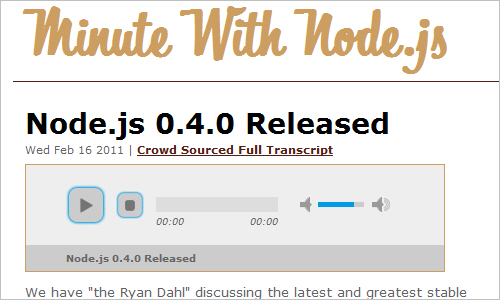 Minute With Node.js
Node.js 0.4.0 Released
Wed Feb 16 2011 | Crowd Sourced Full Transcript
00:00 00:00
Node.js 0.4.0 Released
We have "the Ryan Dahl" discussing the latest and greatest stable